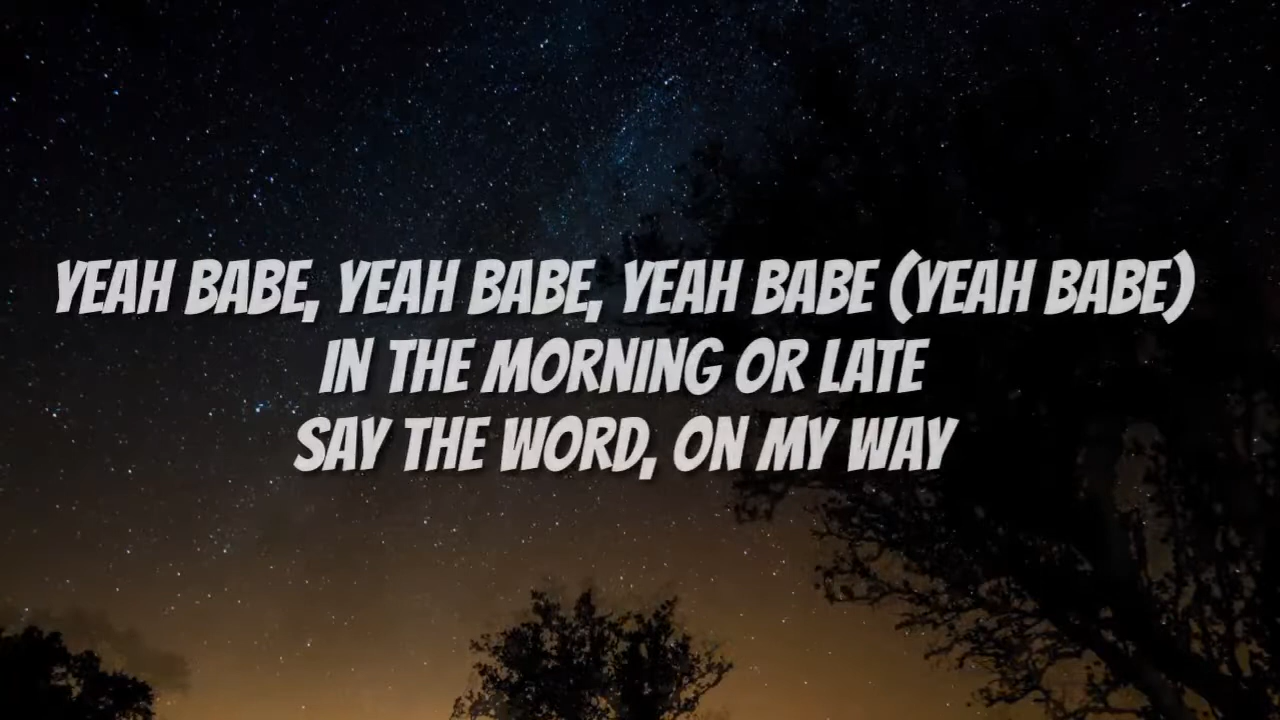 YEAH BABE, YEAH BABE, YEAH BABE (YEAH BABE)
IN THE MORNING OR LATE
SAY THE WORD, ON MY WAY